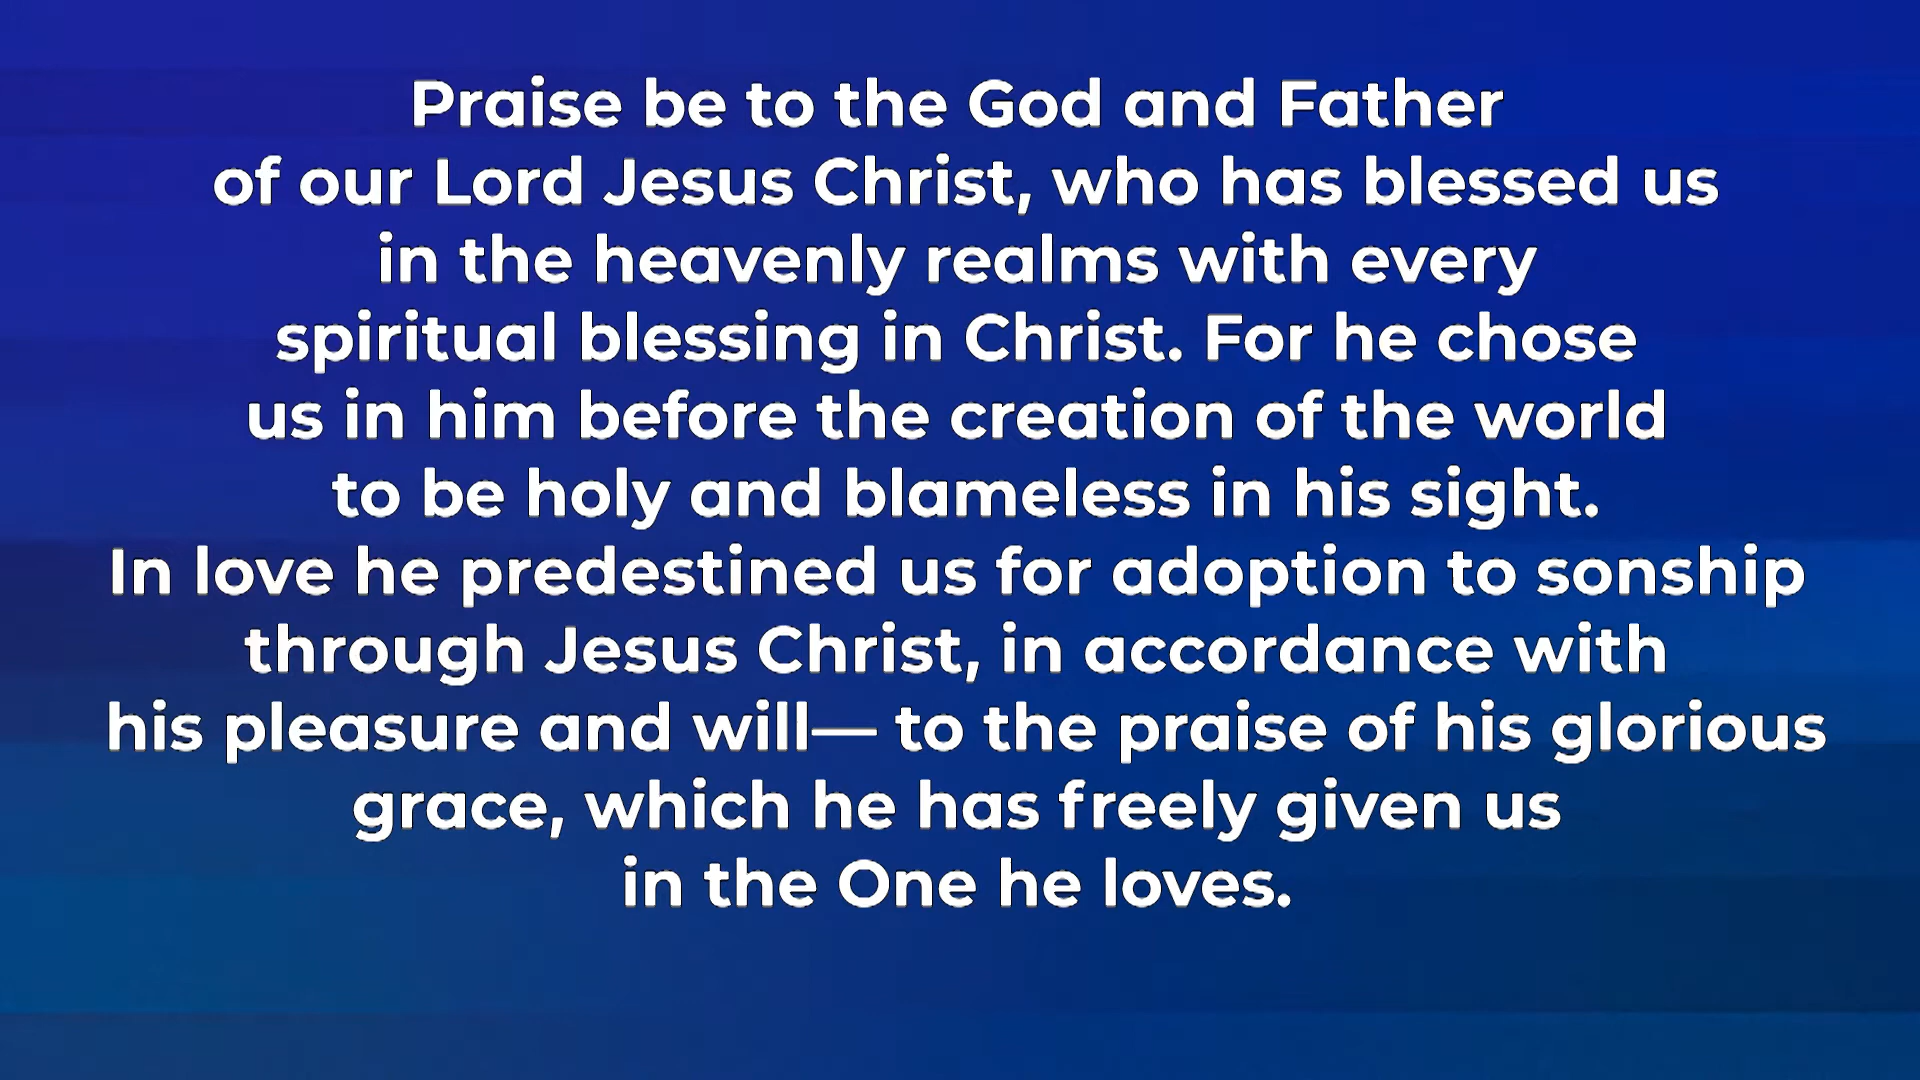 Praise be to the God and Father
of our Lord Jesus Christ, who has blessed us
in the heavenly realms with every
spiritual blessing in Christ. For he chose
us in him before the creation of the world
to be holy and blameless in his sight.
In love he predestined us for adoption to sonship
through Jesus Christ, in accordance with
his pleasure and will— to the praise of his glorious
grace, which he has freely given us
in the One he loves.